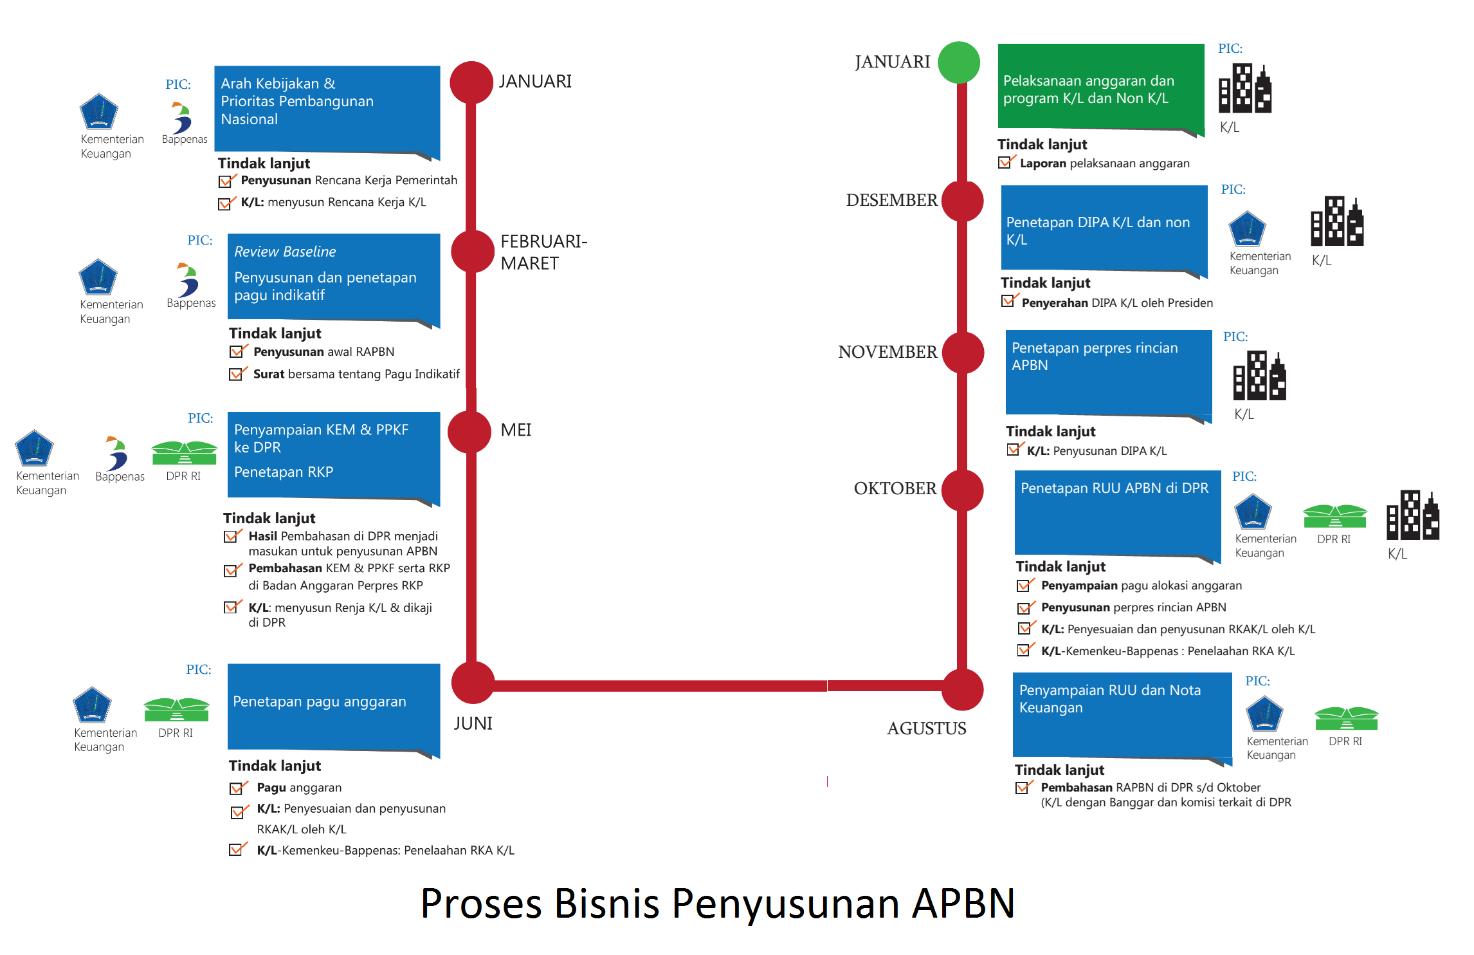 PIC:
Kementerian
Keuangan
Bappenas
Arah Kebijakan &
Prioritas Pembangunan
Nasional
JANUARI
Tindak lanjut
Penyusunan Rencana Kerja Pemerintah
K/L: menyusun Rencana Kerja K/L
PIC:
Kementerian
Keuangan
Bappenas
Review Baseline
Penyusunan dan penetapan
pagu indikatif
FEBRUARI-
MARET
Tindak lanjut
Penyusunan awal RAPBN
Surat bersama tentang Pagu Indikatif
PIC:
Kementerian
Keuangan
Bappenas
DPR RI
Penyampaian KEM & PPKF
ke DPR
Penetapan RKP
MEI
Tindak lanjut
Hasil Pembahasan di DPR menjadi
masukan untuk penyusunan APBN
Pembahasan KEM & PPKF serta RKP
di Badan Anggaran Perpres RKP
K/L: menyusun Renja K/L & dikaji
di DPR
PIC:
Kementerian
Keuangan
DPR RI
Penetapan pagu anggaran
JUNI
Tindak lanjut
Pagu anggaran
K/L: Penyesuaian dan penyusunan
RKAK/L oleh K/L
K/L-Kemenkeu-Bappenas: Penelaahan RKA K/L
JANUARI
Pelaksanaan anggaran dan
program K/L dan Non K/L
PIC:
K/L
Tindak lanjut
Laporan pelaksanaan anggaran
DESEMBER
Penetapan DIPA K/L dan non
K/L
PIC:
Kementerian
Keuangan
K/L
Tindak lanjut
Penyerahan DIPA K/L oleh Presiden
NOVEMBER
Penetapan perpres rincian
APBN
PIC:
K/L
Tindak lanjut
K/L: Penyusunan DIPA K/L
OKTOBER
Penetapan RUU APBN di DPR
PIC:
Kementerian
Keuangan
DPR RI
K/L
Tindak lanjut
Penyampaian pagu alokasi anggaran
Penyusunan perpres rincian APBN
K/L: Penyesuaian dan penyusunan RKAK/L oleh K/L
K/L-Kemenkeu-Bappenas : Penelaahan RKA K/L
AGUSTUS
Penyampaian RUU dan Nota
Keuangan
PIC:
Kementerian
Keuangan
DPR RI
Tindak lanjut
Pembahasan RAPBN di DPR s/d Oktober
(K/L dengan Banggar dan komisi terkait di DPR
Proses Bisnis Penyusunan APBN